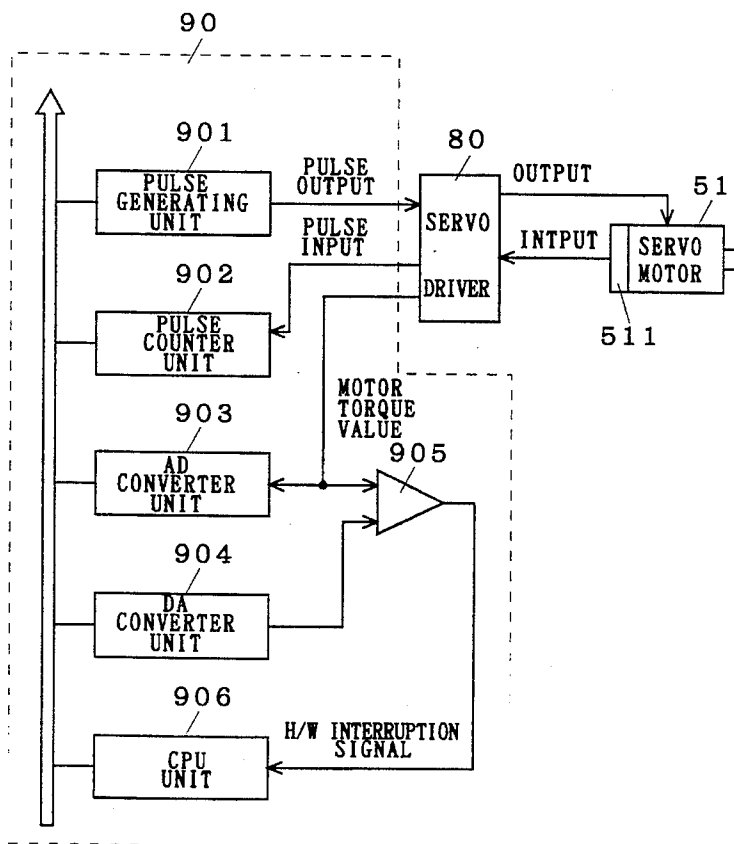 90
901
PULSE
GENERATING
UNIT
PULSE
OUTPUT
80
SERVO
DRIVER
OUTPUT
51
SERVO
MOTOR
INTPUT
511
PULSE
INPUT
902
PULSE
COUNTER
UNIT
MOTOR
TORQUE
VALUE
903
AD
CONVERTER
UNIT
905
904
DA
CONVERTER
UNIT
906
CPU
UNIT
H/W INTERRUPTION
SIGNAL